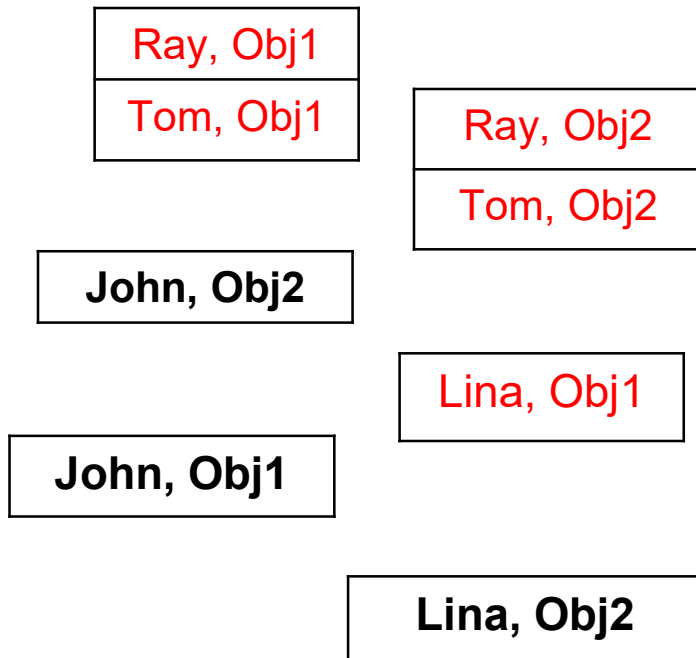 Ray, Obj1
Tom, Obj1
Ray, Obj2
Tom, Obj2
John, Obj2
Lina, Obj1
John, Obj1
Lina, Obj2